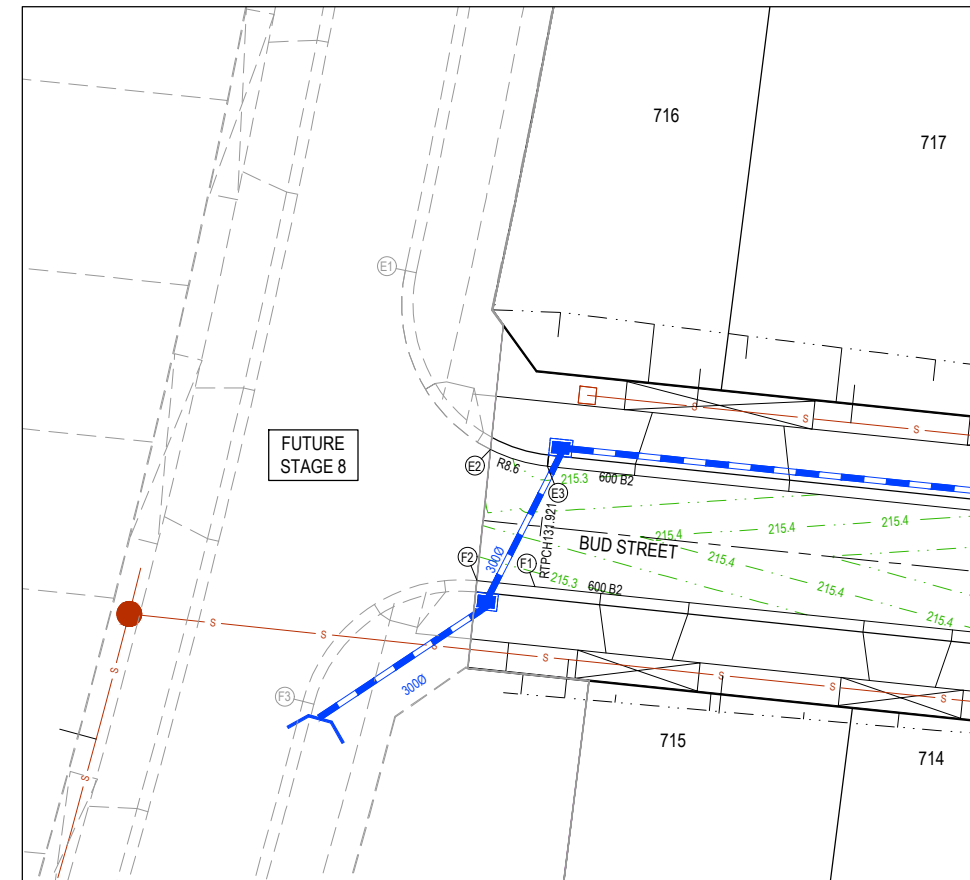 716
717
E1
FUTURE
STAGE 8
S
S
E2
R8.6
215.3
600 B2
E3
RTPCH131.921
215.4
215.4
215.4
BUD STREET
300Ø
F2
F1
215.4
215.3
600 B2
215.4
215.4
S
S
S
S
S
S
S
300Ø
F3
S
715
714
S